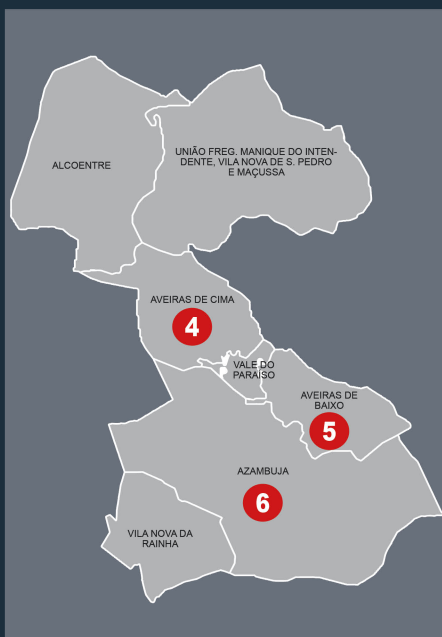 ALCOENTRE
UNIÃO FREG. MANIQUE DO INTEN-
DENTE, VILA NOVA DE S. PEDRO
E MAÇUSSA
AVEIRAS DE CIMA
4
VALE DO
PARAÍSO
AVEIRAS DE
BAIXO
5
AZAMBUJA
6
VILA NOVA DA
RAINHA